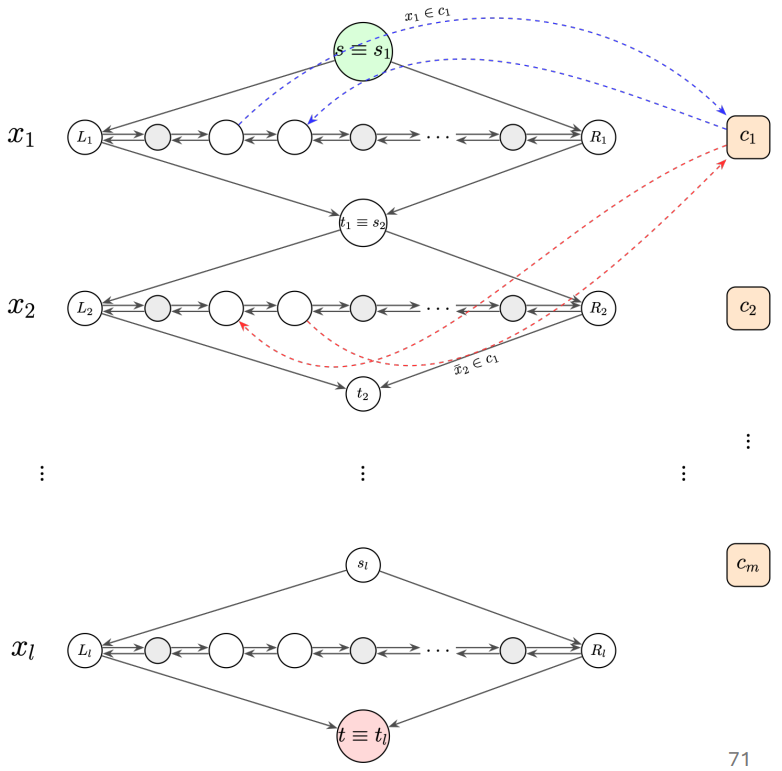 x₁ ∈ c₁
s ≡ s₁
x₁ L₁ ⋯ R₁ c₁
t₁ ≡ s₂
x₂ L₂ ⋯ R₂ c₂
x̄₂ ∈ c₁
t₂
⋮
⋮ ⋮ ⋮
s_l c_m
x_l L_l ⋯ R_l
t ≡ t_l
71